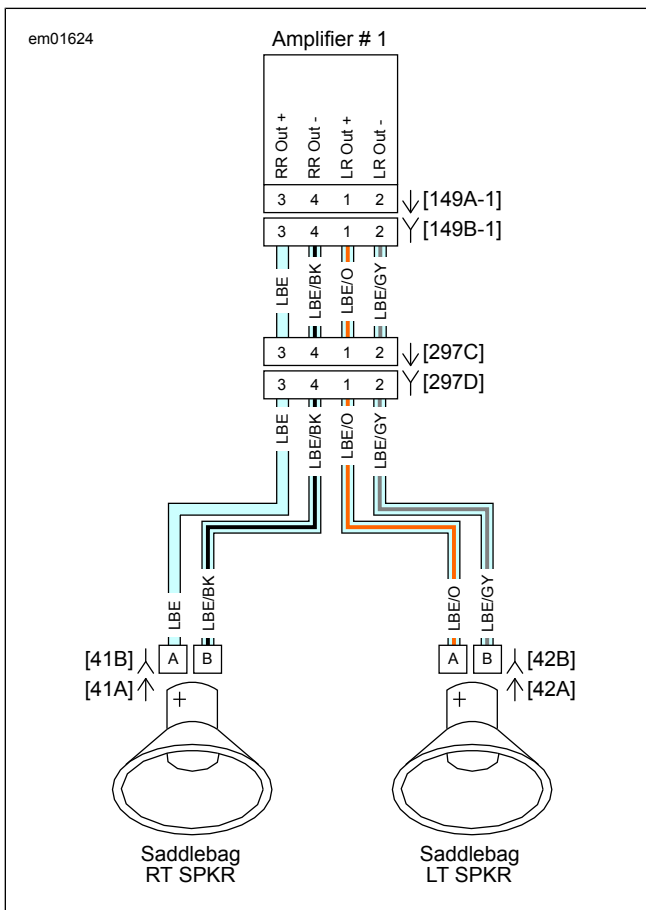 em01624
Amplifier # 1
RR Out +
RR Out -
LR Out +
LR Out -
3 4 1 2 [149A-1]
3 4 1 2 [149B-1]
LBE
LBE/BK
LBE/O
LBE/GY
3 4 1 2 [297C]
3 4 1 2 [297D]
LBE
LBE/BK
LBE/O
LBE/GY
LBE
LBE/BK
LBE/O
LBE/GY
[41B] A B
[41A]
A B [42B]
[42A]
+
+
Saddlebag
RT SPKR
Saddlebag
LT SPKR